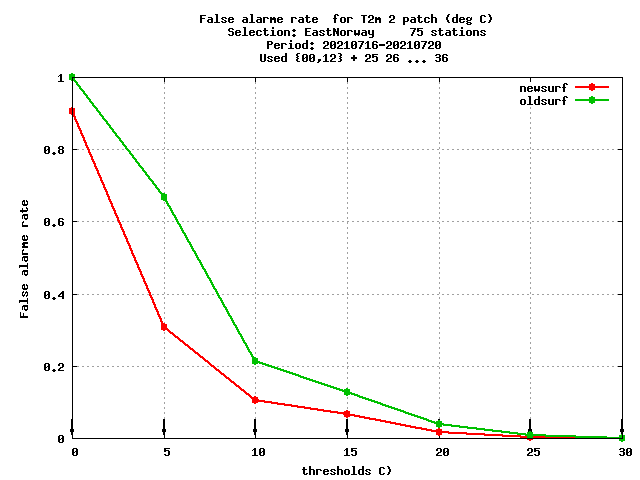 False alarme rate  for T2m 2 patch (deg C)
Selection: EastNorway     75 stations
Period: 20210716-20210720
Used {00,12} + 25 26 ... 36
newsurf
oldsurf
1
0.8
0.6
0.4
0.2
0
False alarme rate
0 5 10 15 20 25 30
thresholds C)